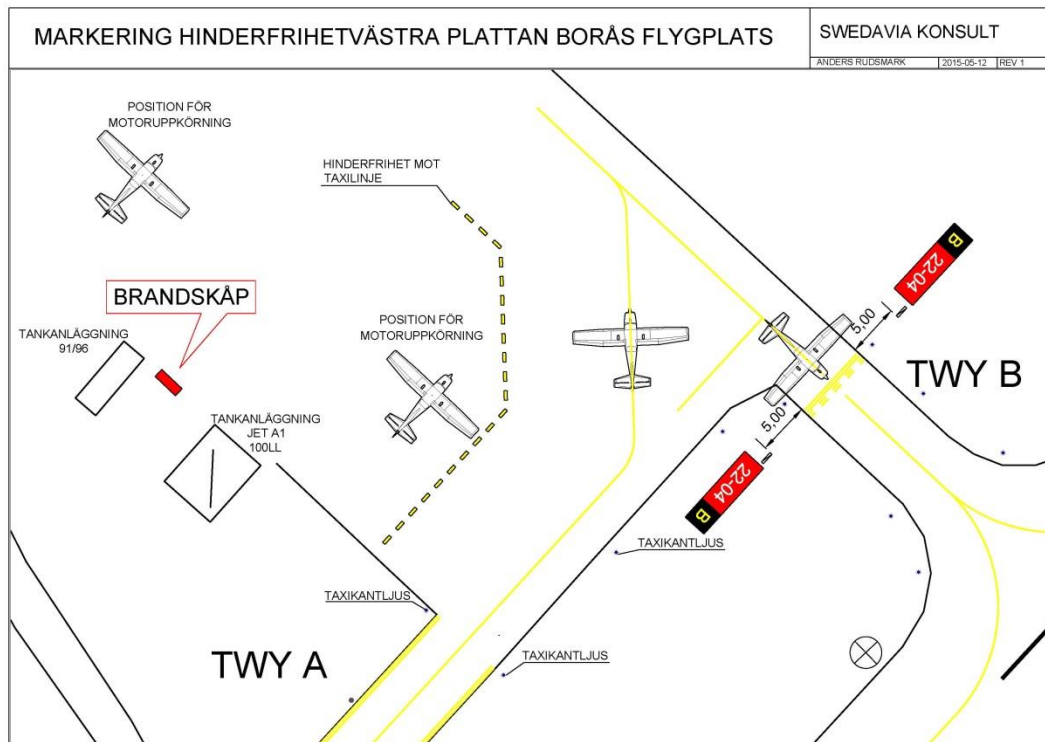 MARKERING HINDERFRIHETVÄSTRA PLATTAN BORÅS FLYGPLATS
SWEDAVIA KONSULT
ANDERS RUDSMARK 2015-05-12 REV 1
POSITION FÖR
MOTORUPPKÖRNING
HINDERFRIHET MOT
TAXILINJE
B
22-04
5,00
BRANDSKÅP
TANKANLÄGGNING
91/96
POSITION FÖR
MOTORUPPKÖRNING
TWY B
TANKANLÄGGNING
JET A1
100LL
5,00
22-04
B
TAXIKANTLJUS
TAXIKANTLJUS
TWY A
TAXIKANTLJUS